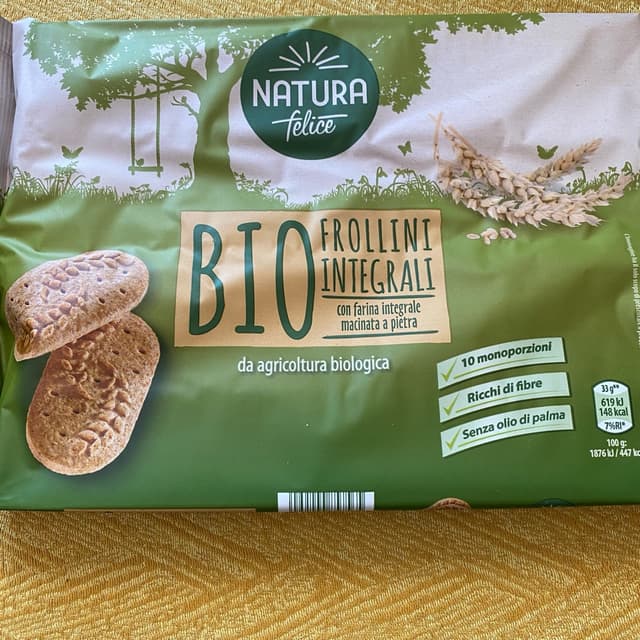 NATURA
felice
BIO
FROLLINI
INTEGRALI
con farina integrale
macinata a pietra
da agricoltura biologica
10 monoporzioni
Ricchi di fibre
Senza olio di palma
33 g**
619 kJ
148 kcal
7%RI*
100 g:
1876 kJ / 447 kc